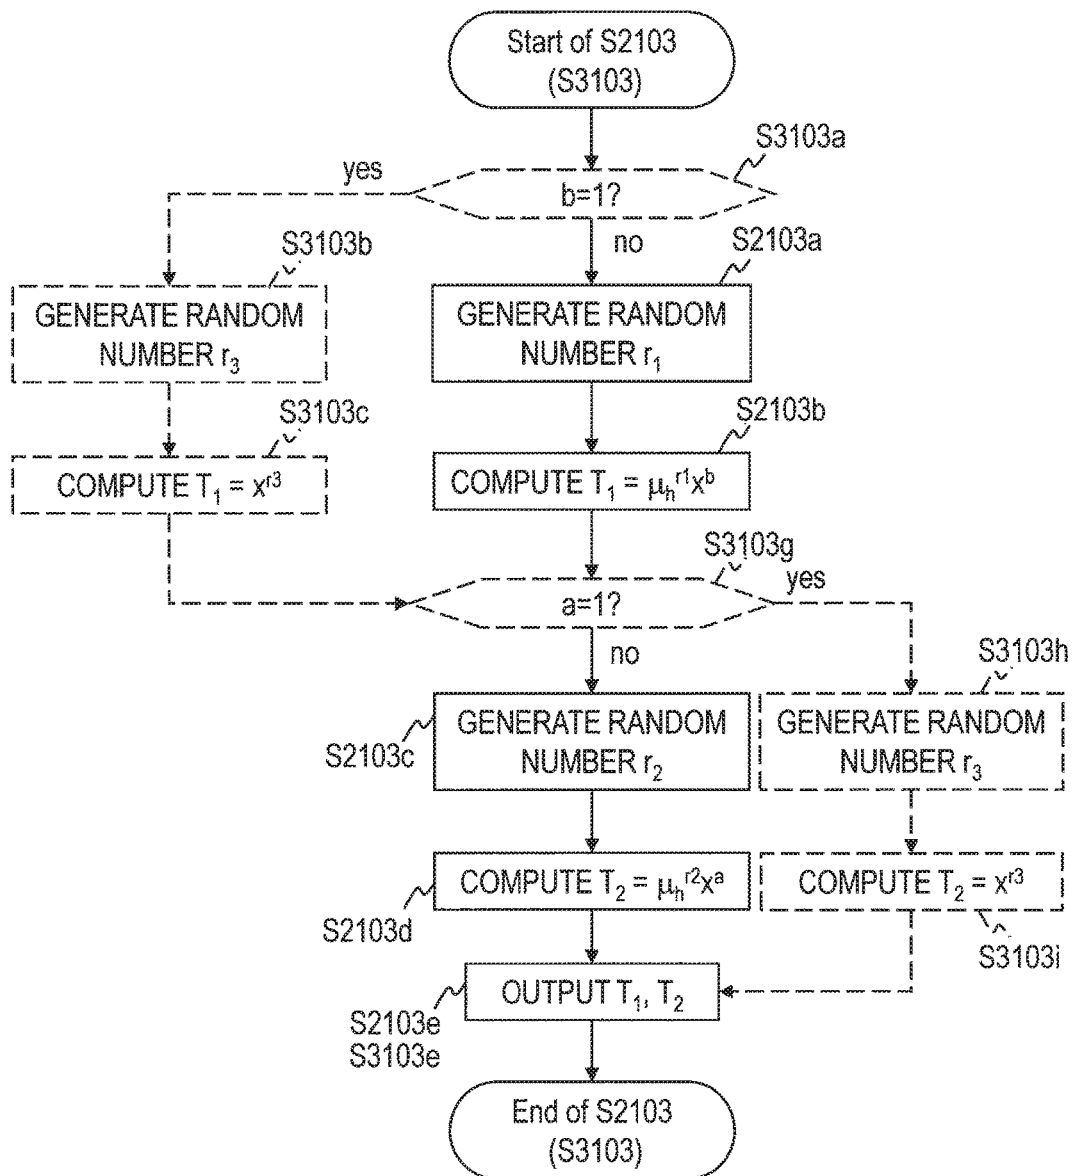 Start of S2103
(S3103)
S3103a
yes
b=1?
no
S3103b
S2103a
GENERATE RANDOM
NUMBER r₃
GENERATE RANDOM
NUMBER r₁
S3103c
S2103b
COMPUTE T₁ = x^r3
COMPUTE T₁ = μₕ^r1 x^b
S3103g
yes
a=1?
no
S3103h
S2103c
GENERATE RANDOM
NUMBER r₂
GENERATE RANDOM
NUMBER r₃
COMPUTE T₂ = μₕ^r2 x^a
COMPUTE T₂ = x^r3
S2103d
S3103i
OUTPUT T₁, T₂
S2103e
S3103e
End of S2103
(S3103)